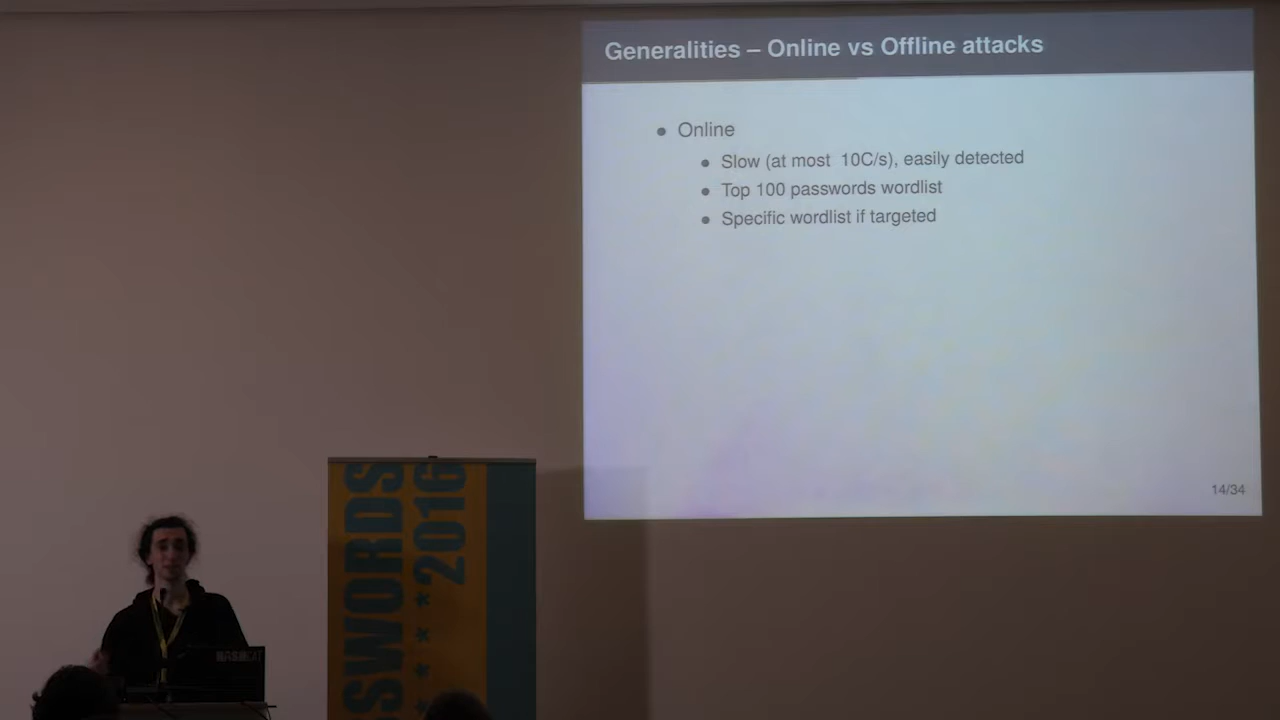 Generalities – Online vs Offline attacks
Online
Slow (at most 10C/s), easily detected
Top 100 passwords wordlist
Specific wordlist if targeted
14/34
SSWORDS
* * * * 2016